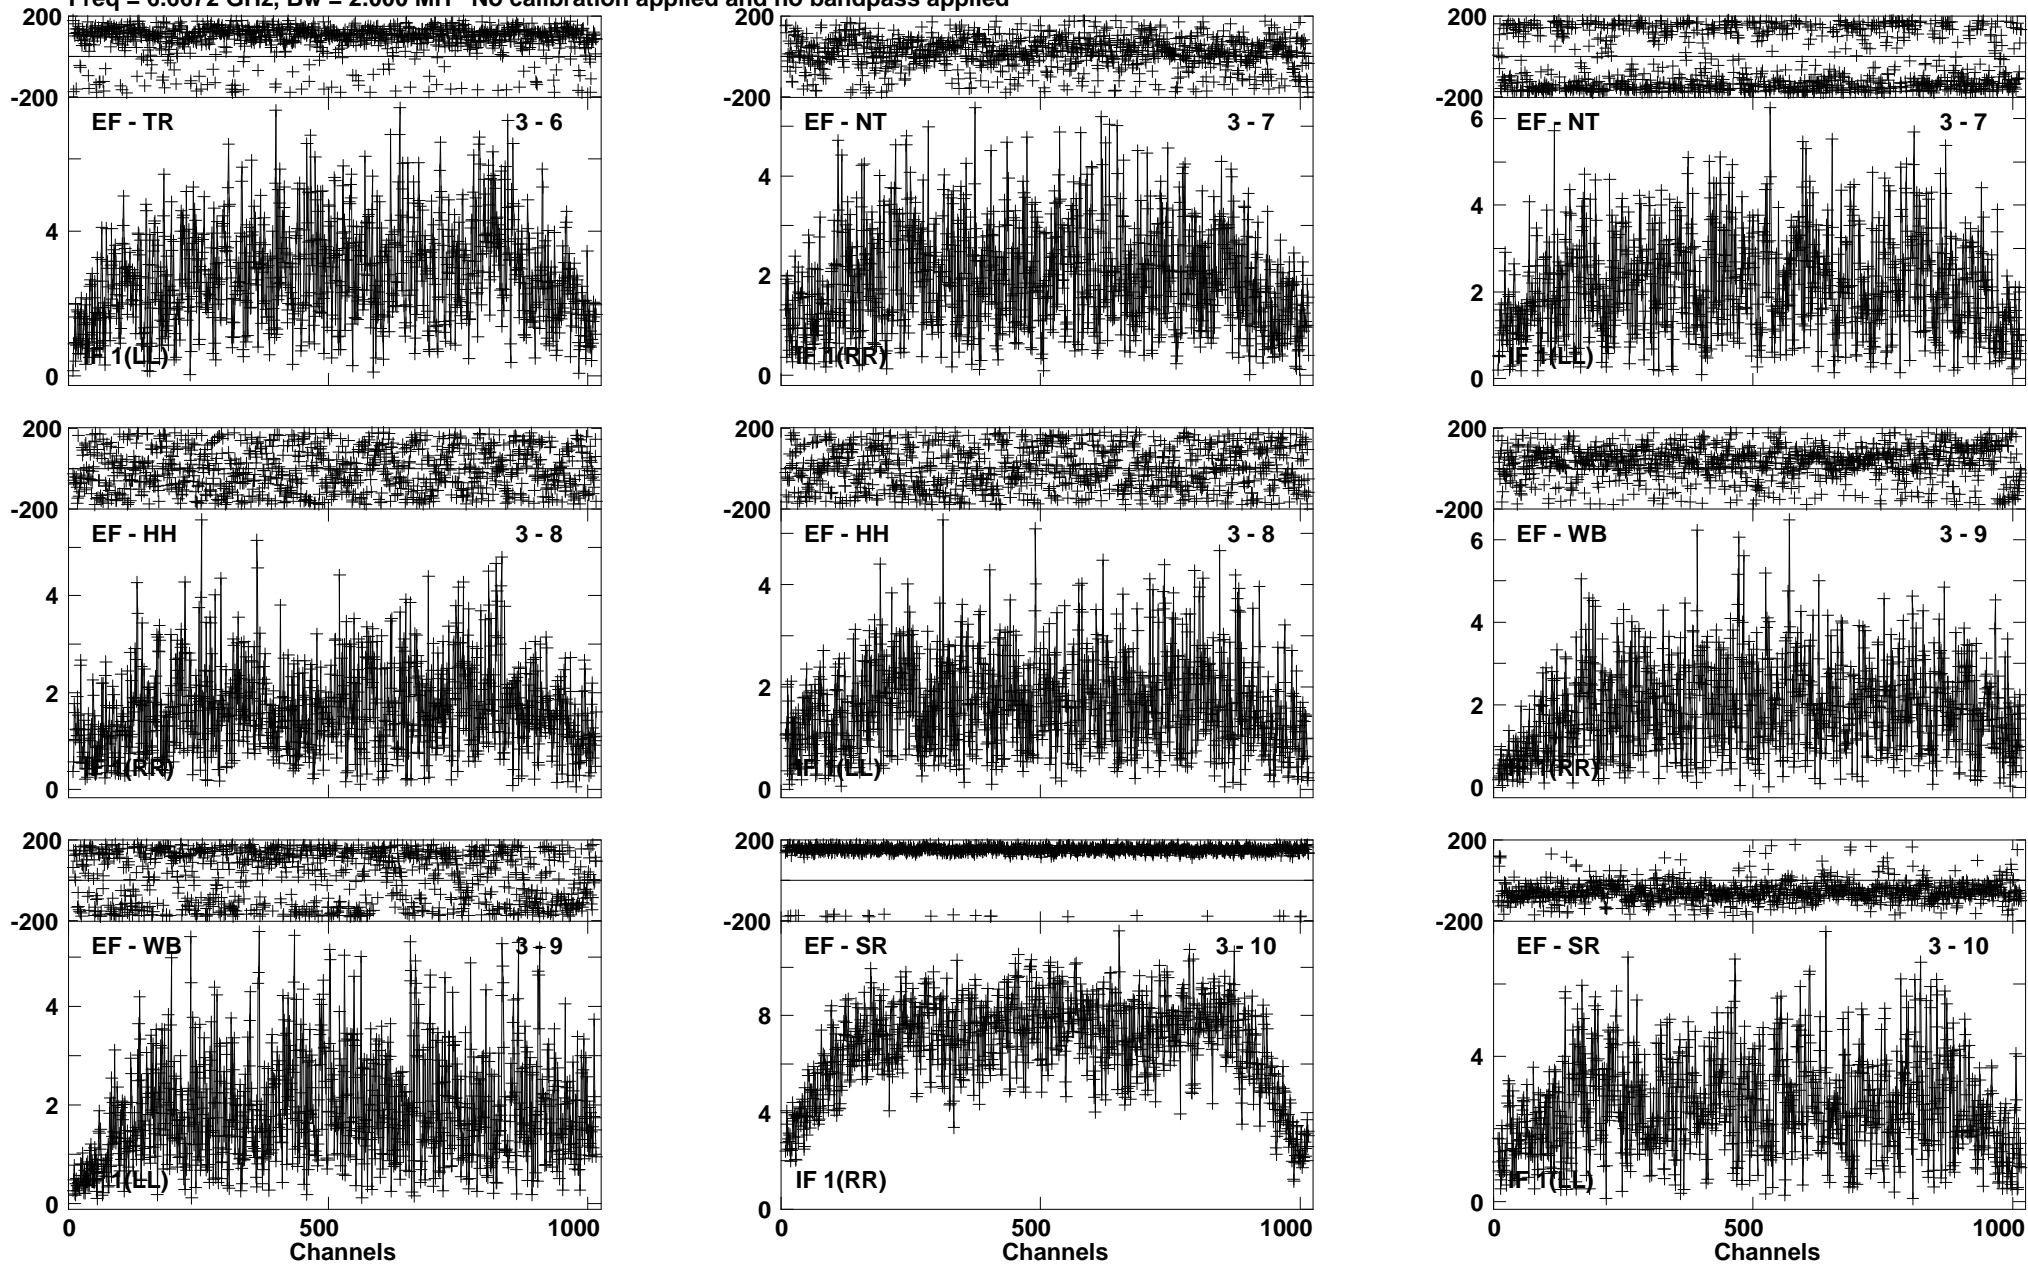 Freq = 6.6672 GHz, Bw = 2.000 MH No calibration applied and no bandpass applied
200
-200
EF - TR 3 - 6
4
0
IF 1(LL)
200
-200
EF - NT 3 - 7
4
2
0
IF 1(RR)
200
-200
6
EF - NT 3 - 7
4
2
0
IF 1(LL)
200
-200
EF - HH 3 - 8
4
2
0
IF 1(RR)
200
-200
EF - HH 3 - 8
4
2
0
IF 1(LL)
200
-200
EF - WB 3 - 9
6
4
2
0
IF 1(RR)
200
-200
EF - WB 3 - 9
4
2
0
IF 1(LL)
0 500 1000
Channels
200
-200
EF - SR 3 - 10
8
4
0
IF 1(RR)
0 500 1000
Channels
200
-200
EF - SR 3 - 10
4
0
IF 1(LL)
0 500 1000
Channels